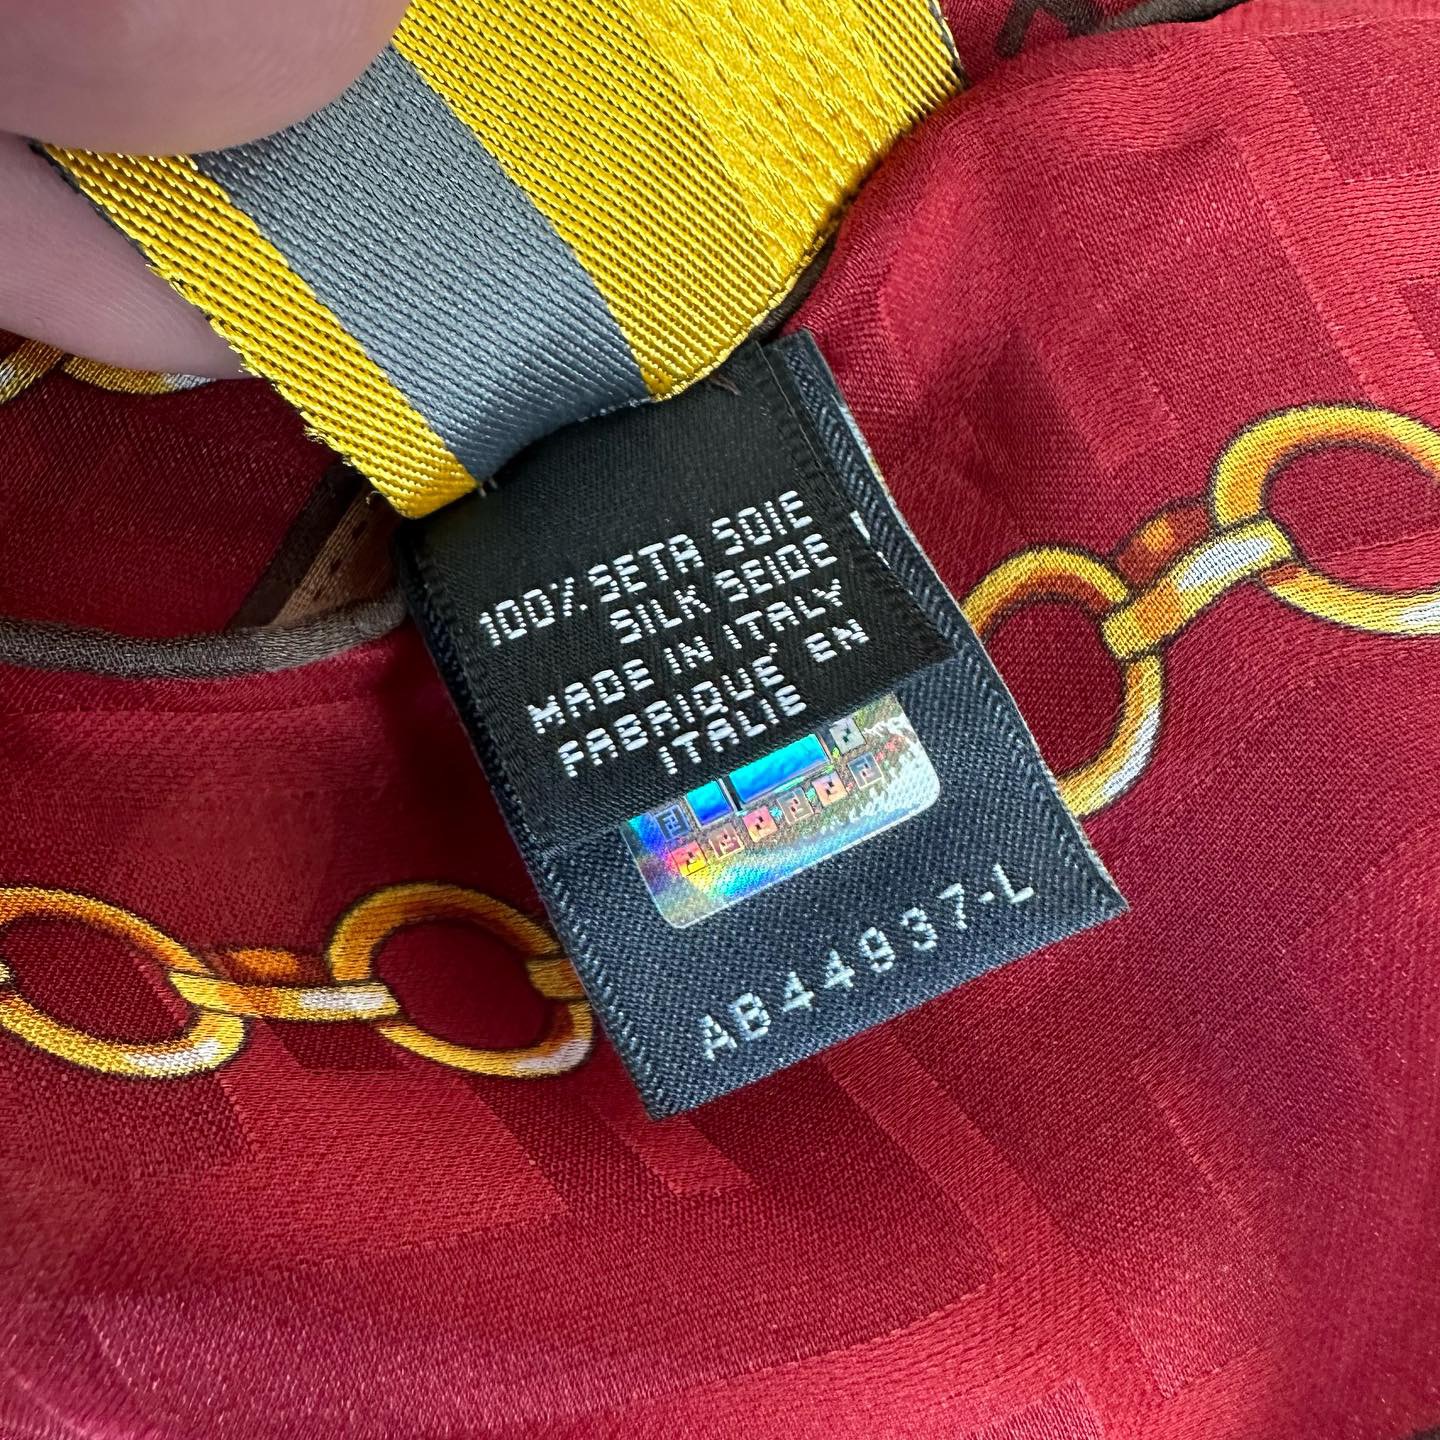 100% SETA SOIE
SILK SEIDE
MADE IN ITALY
FABRIQUE' EN
ITALIE
AB44937-L